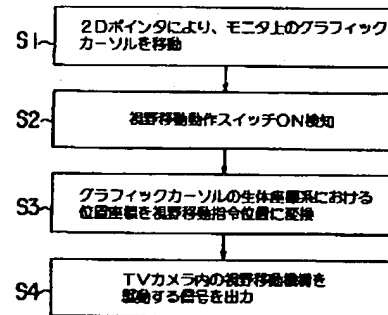 S1
2Dポインタにより、モニタ上のグラフィック
カーソルを移動
S2
視野移動動作スイッチON検知
S3
グラフィックカーソルの生体座標系における
位置座標を視野移動指令位置に変換
S4
TVカメラ内の視野移動機構を
駆動する信号を出力